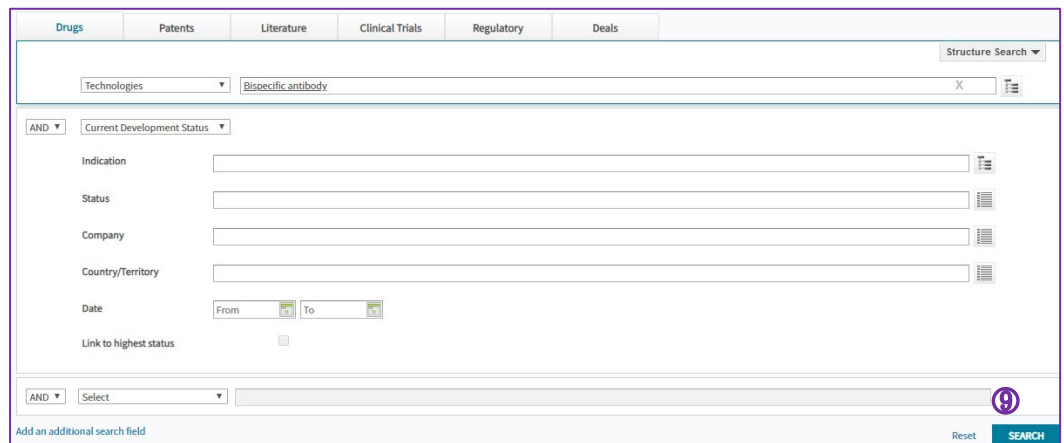 Drugs Patents Literature Clinical Trials Regulatory Deals
Structure Search ▼
Technologies ▼ Bispecific antibody X
AND ▼ Current Development Status ▼
Indication
Status
Company
Country/Territory
Date From To
Link to highest status
AND ▼ Select ▼
⑨
Add an additional search field Reset SEARCH